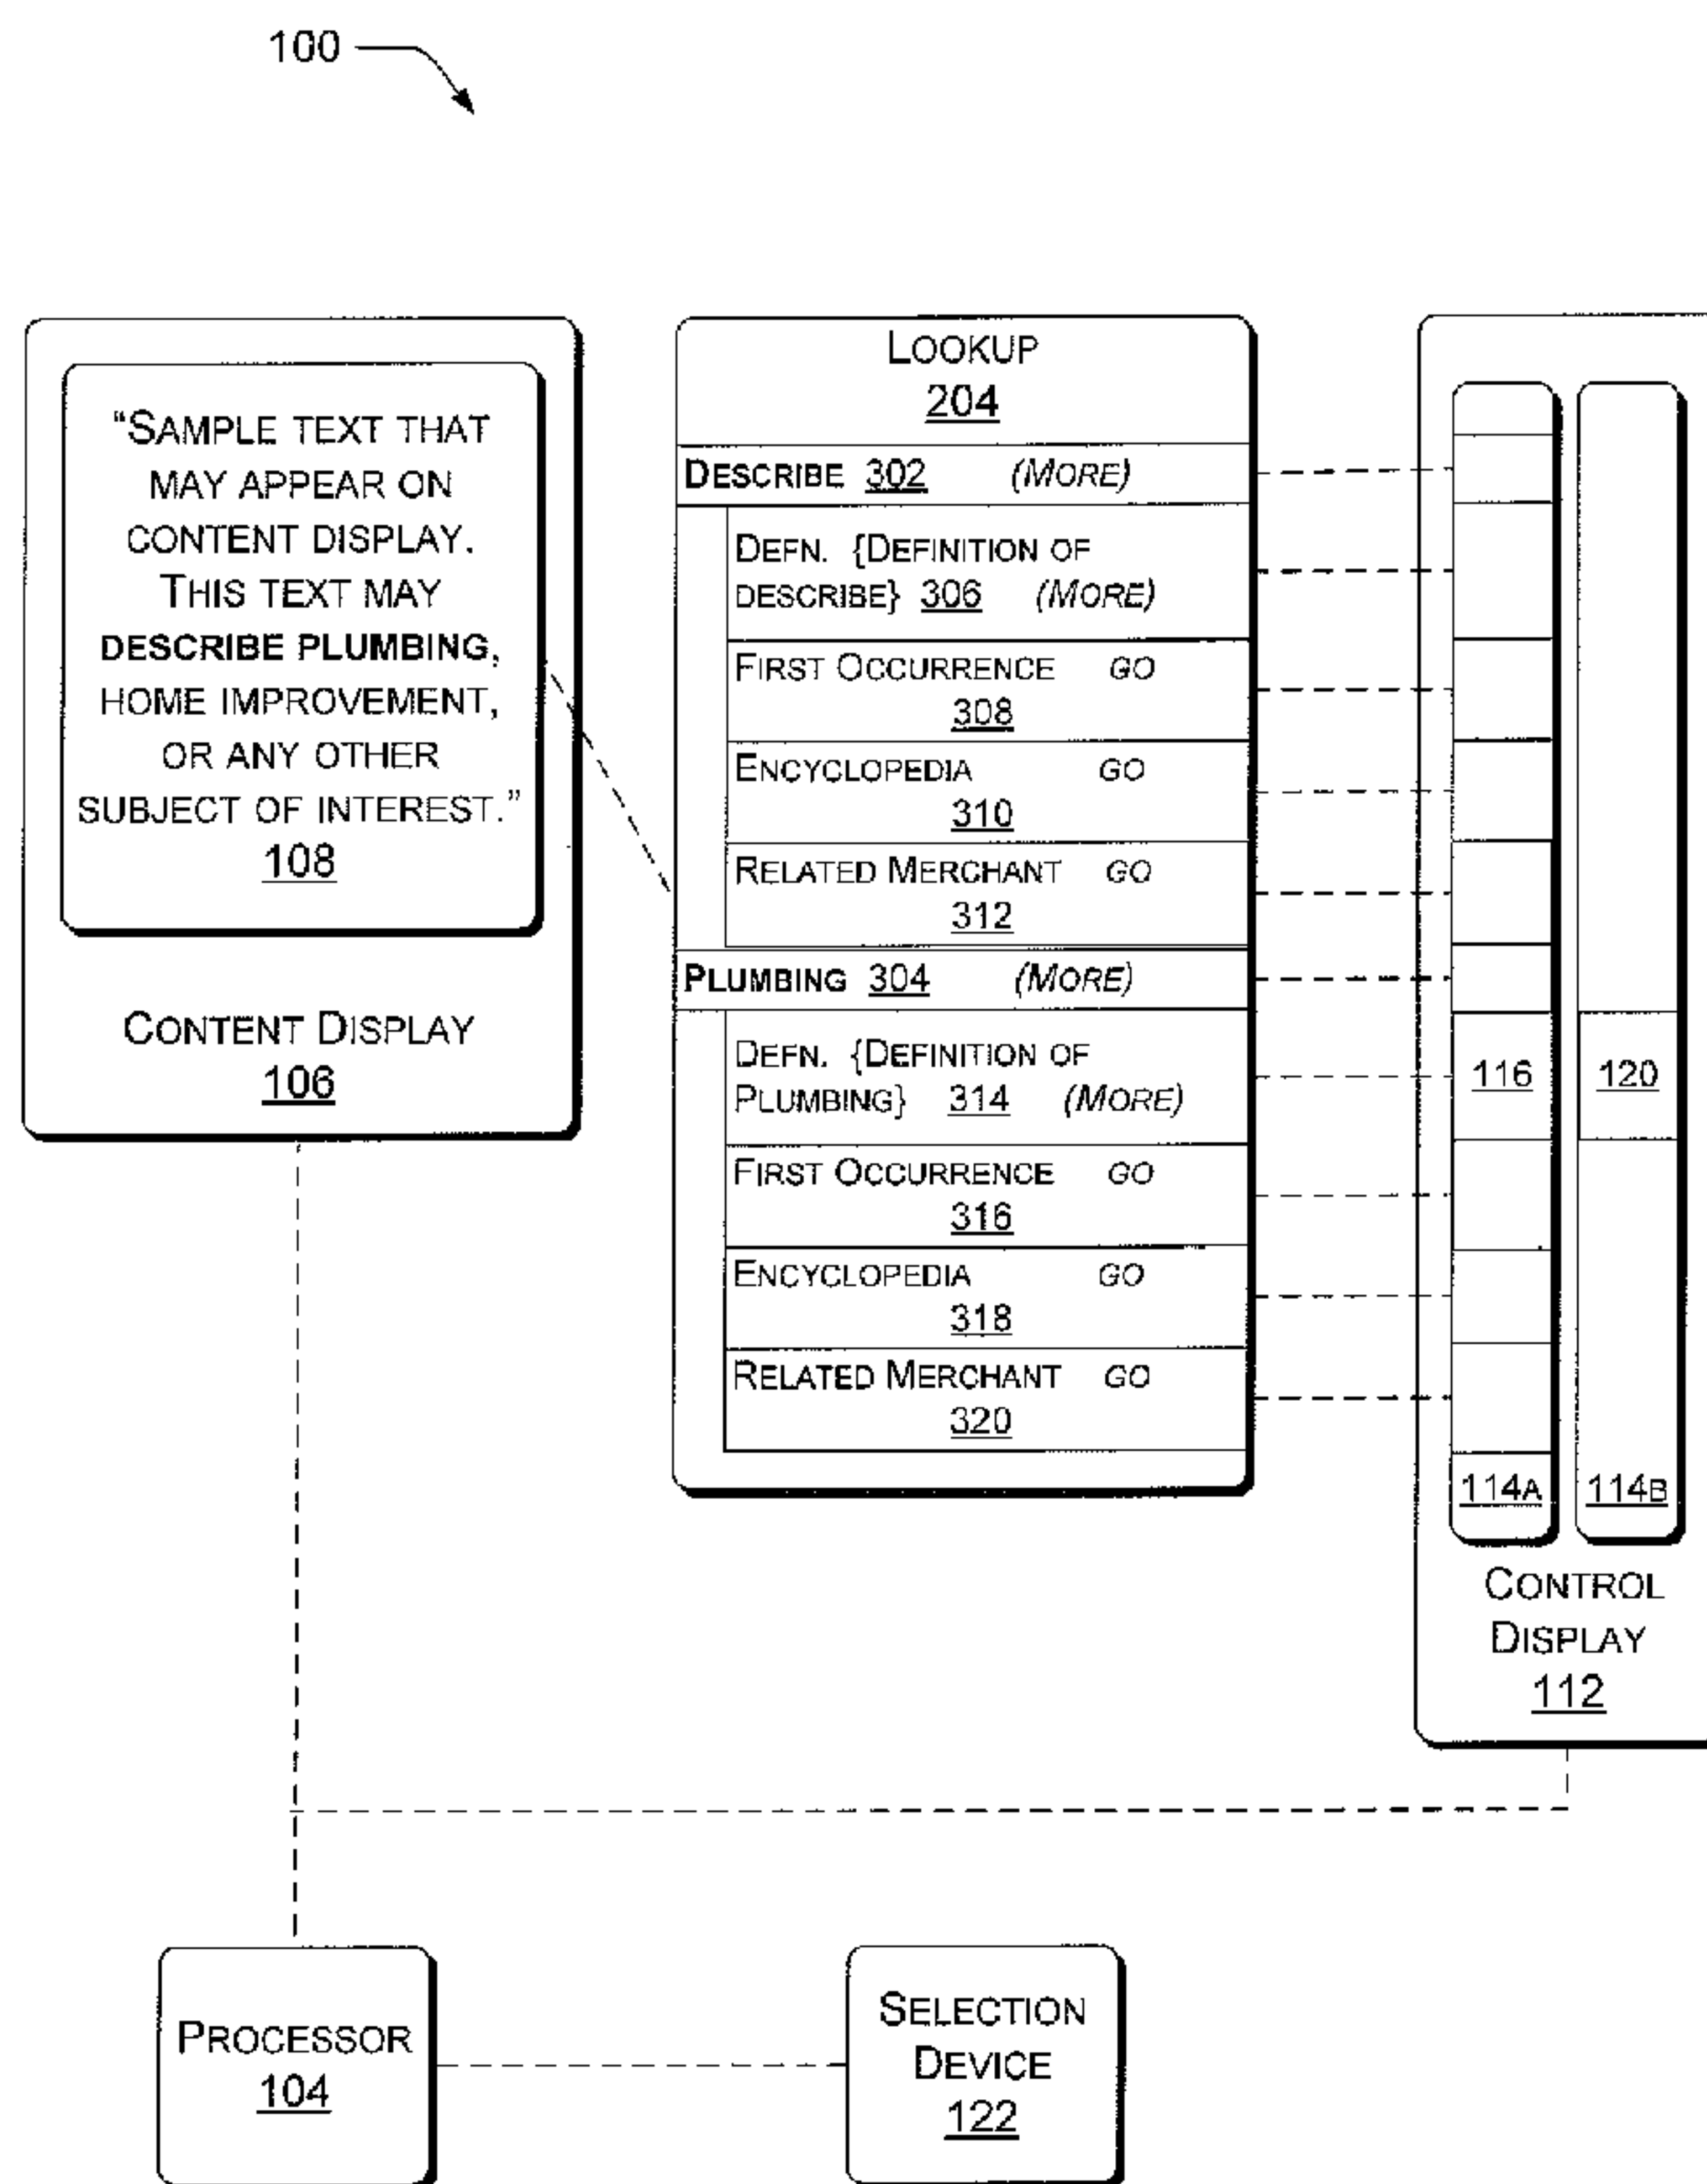 100
“SAMPLE TEXT THAT
MAY APPEAR ON
CONTENT DISPLAY.
THIS TEXT MAY
DESCRIBE PLUMBING,
HOME IMPROVEMENT,
OR ANY OTHER
SUBJECT OF INTEREST.”
108
CONTENT DISPLAY
106
LOOKUP
204
DESCRIBE 302 (MORE)
DEFN. {DEFINITION OF
DESCRIBE} 306 (MORE)
FIRST OCCURRENCE GO
308
ENCYCLOPEDIA GO
310
RELATED MERCHANT GO
312
PLUMBING 304 (MORE)
DEFN. {DEFINITION OF
PLUMBING} 314 (MORE)
FIRST OCCURRENCE GO
316
ENCYCLOPEDIA GO
318
RELATED MERCHANT GO
320
116
120
114A
114B
CONTROL
DISPLAY
112
PROCESSOR
104
SELECTION
DEVICE
122